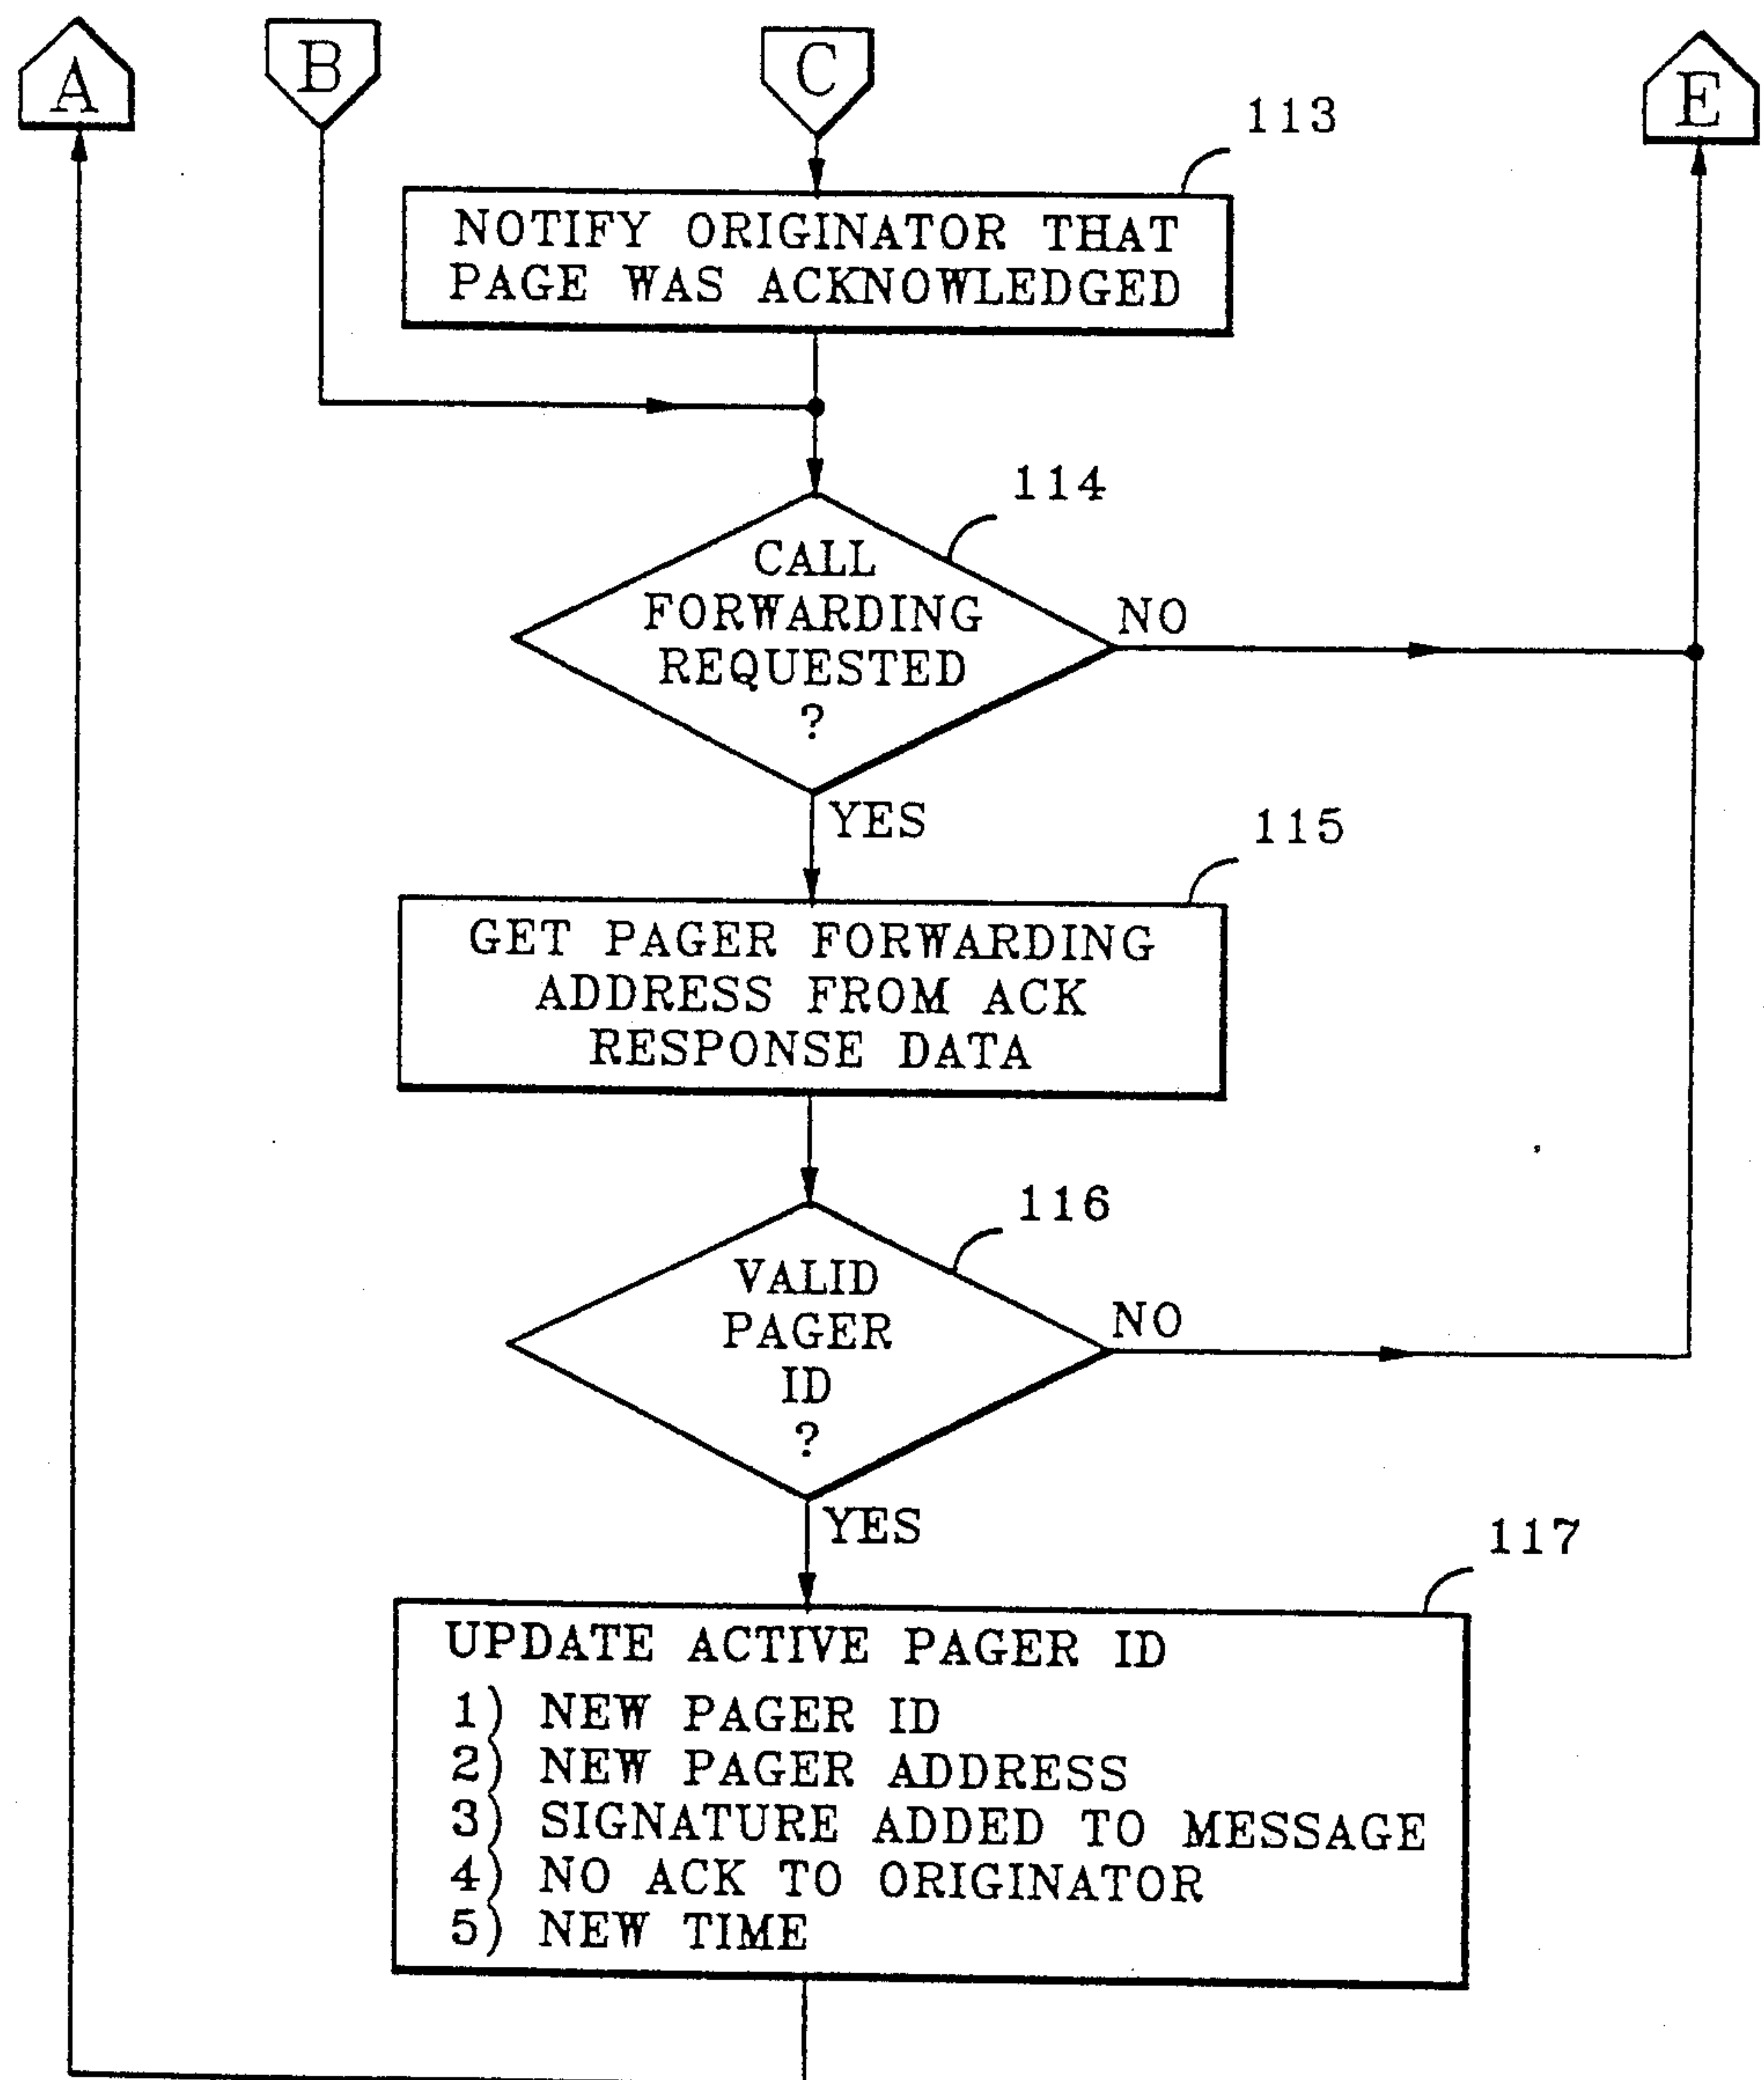 A
B
C
E
113
NOTIFY ORIGINATOR THAT
PAGE WAS ACKNOWLEDGED
114
CALL
FORWARDING
REQUESTED
?
NO
YES
115
GET PAGER FORWARDING
ADDRESS FROM ACK
RESPONSE DATA
116
VALID
PAGER
ID
?
NO
YES
117
UPDATE ACTIVE PAGER ID
1) NEW PAGER ID
2) NEW PAGER ADDRESS
3) SIGNATURE ADDED TO MESSAGE
4) NO ACK TO ORIGINATOR
5) NEW TIME